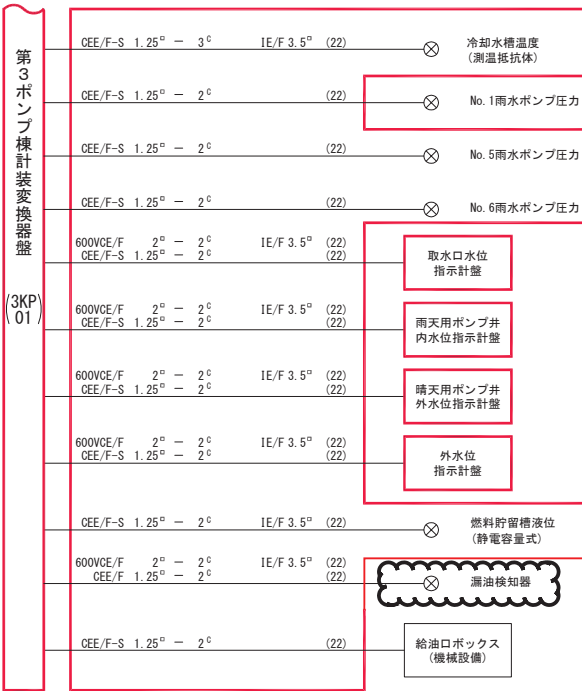 第3ポンプ棟計装変換器盤
(3KP01)
CEE/F-S 1.25□ － 3C IE/F 3.5□ (22)
冷却水槽温度
(測温抵抗体)
CEE/F-S 1.25□ － 2C (22)
No.1雨水ポンプ圧力
CEE/F-S 1.25□ － 2C (22)
No.5雨水ポンプ圧力
CEE/F-S 1.25□ － 2C (22)
No.6雨水ポンプ圧力
600VCE/F 2□ － 2C IE/F 3.5□ (22)
CEE/F-S 1.25□ － 2C (22)
取水口水位
指示計盤
600VCE/F 2□ － 2C IE/F 3.5□ (22)
CEE/F-S 1.25□ － 2C (22)
雨天用ポンプ井
内水位指示計盤
600VCE/F 2□ － 2C IE/F 3.5□ (22)
CEE/F-S 1.25□ － 2C (22)
晴天用ポンプ井
外水位指示計盤
600VCE/F 2□ － 2C IE/F 3.5□ (22)
CEE/F-S 1.25□ － 2C (22)
外水位
指示計盤
CEE/F-S 1.25□ － 2C IE/F 3.5□ (22)
燃料貯留槽液位
(静電容量式)
600VCE/F 2□ － 2C IE/F 3.5□ (22)
CEE/F 1.25□ － 2C (22)
漏油検知器
CEE/F-S 1.25□ － 2C (22)
給油口ボックス
(機械設備)